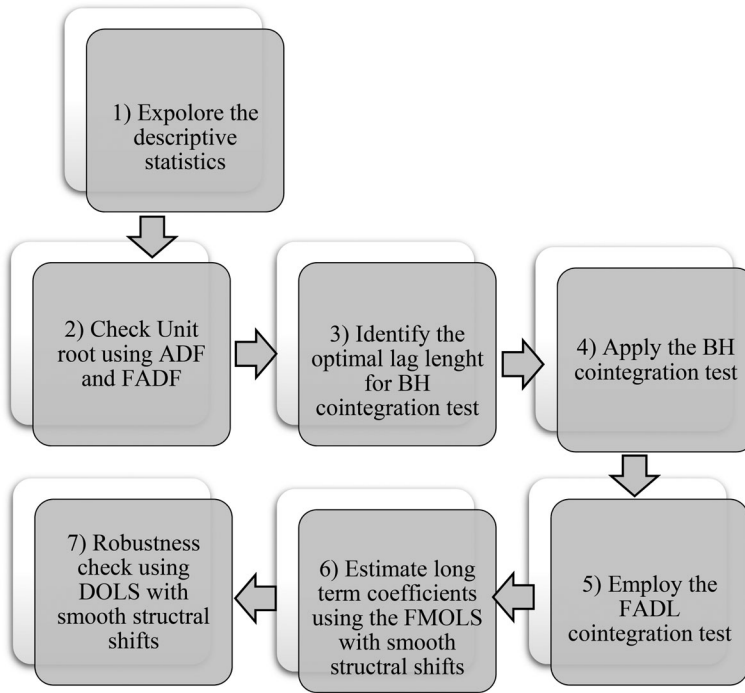 1) Expolore the
descriptive
statistics
2) Check Unit
root using ADF
and FADF
3) Identify the
optimal lag lenght
for BH
cointegration test
4) Apply the BH
cointegration test
5) Employ the
FADL
cointegration test
6) Estimate long
term coefficients
using the FMOLS
with smooth
structural shifts
7) Robustness
check using
DOLS with
smooth structral
shifts